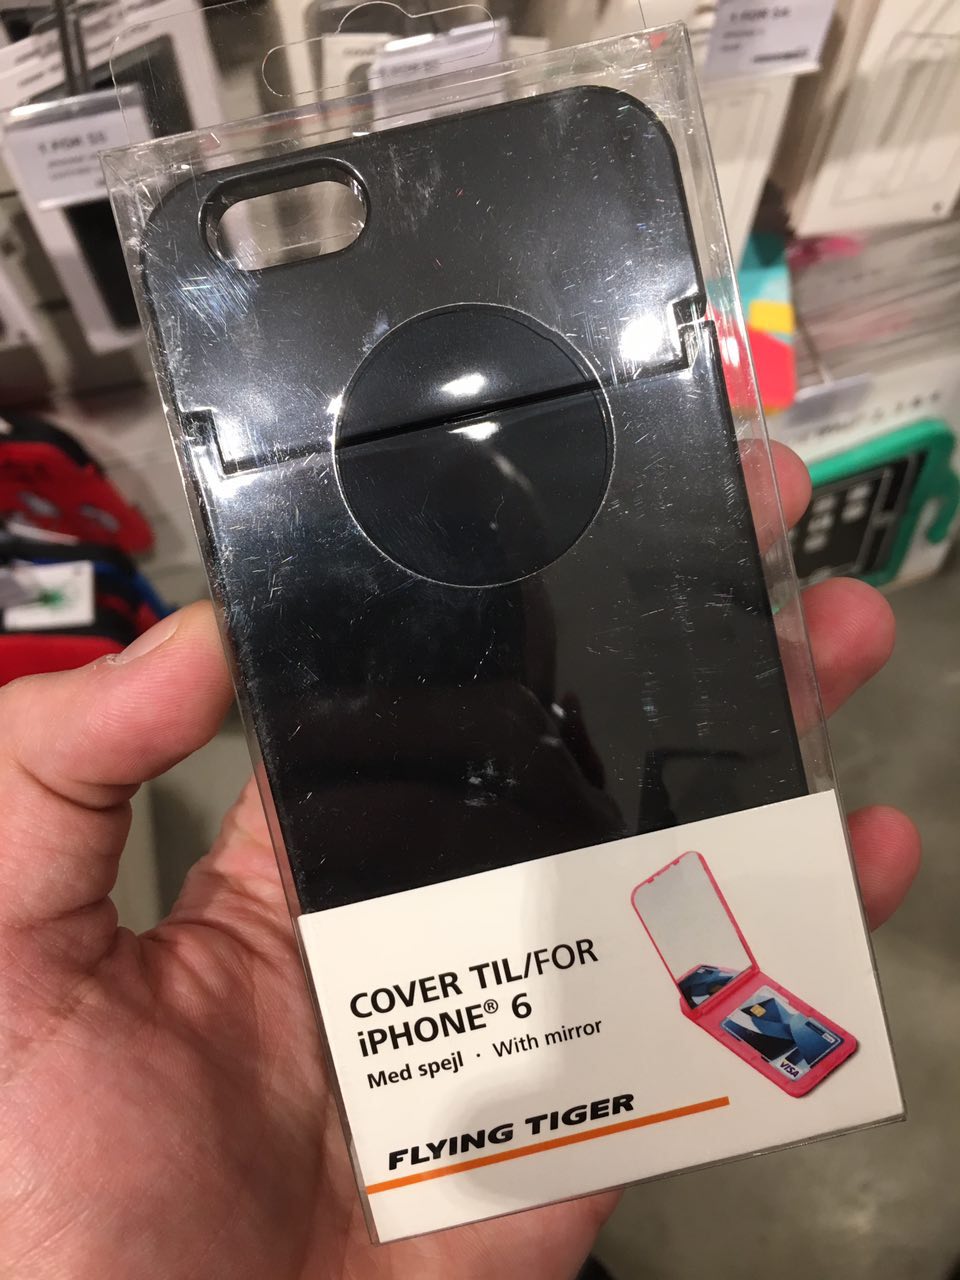 COVER TIL/FOR
iPHONE® 6
Med spejl · With mirror
VISA
FLYING TIGER